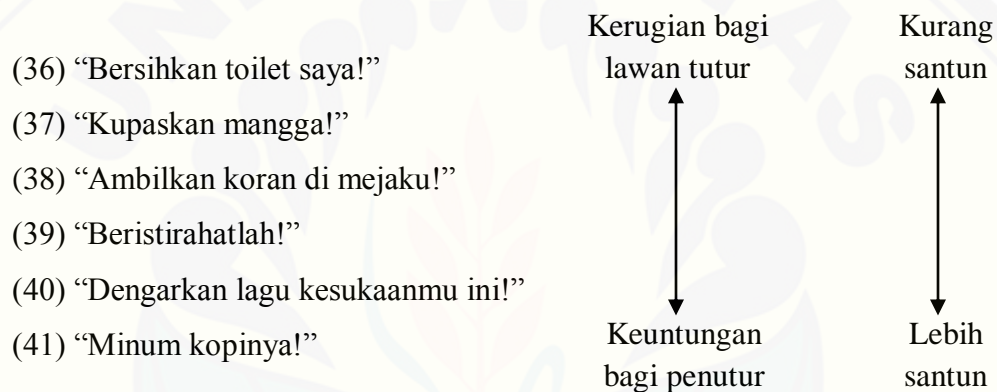 Kerugian bagi
lawan tutur
Kurang
santun
(36) “Bersihkan toilet saya!”
(37) “Kupaskan mangga!”
(38) “Ambilkan koran di mejaku!”
(39) “Beristirahatlah!”
(40) “Dengarkan lagu kesukaanmu ini!”
(41) “Minum kopinya!”
Keuntungan
bagi penutur
Lebih
santun